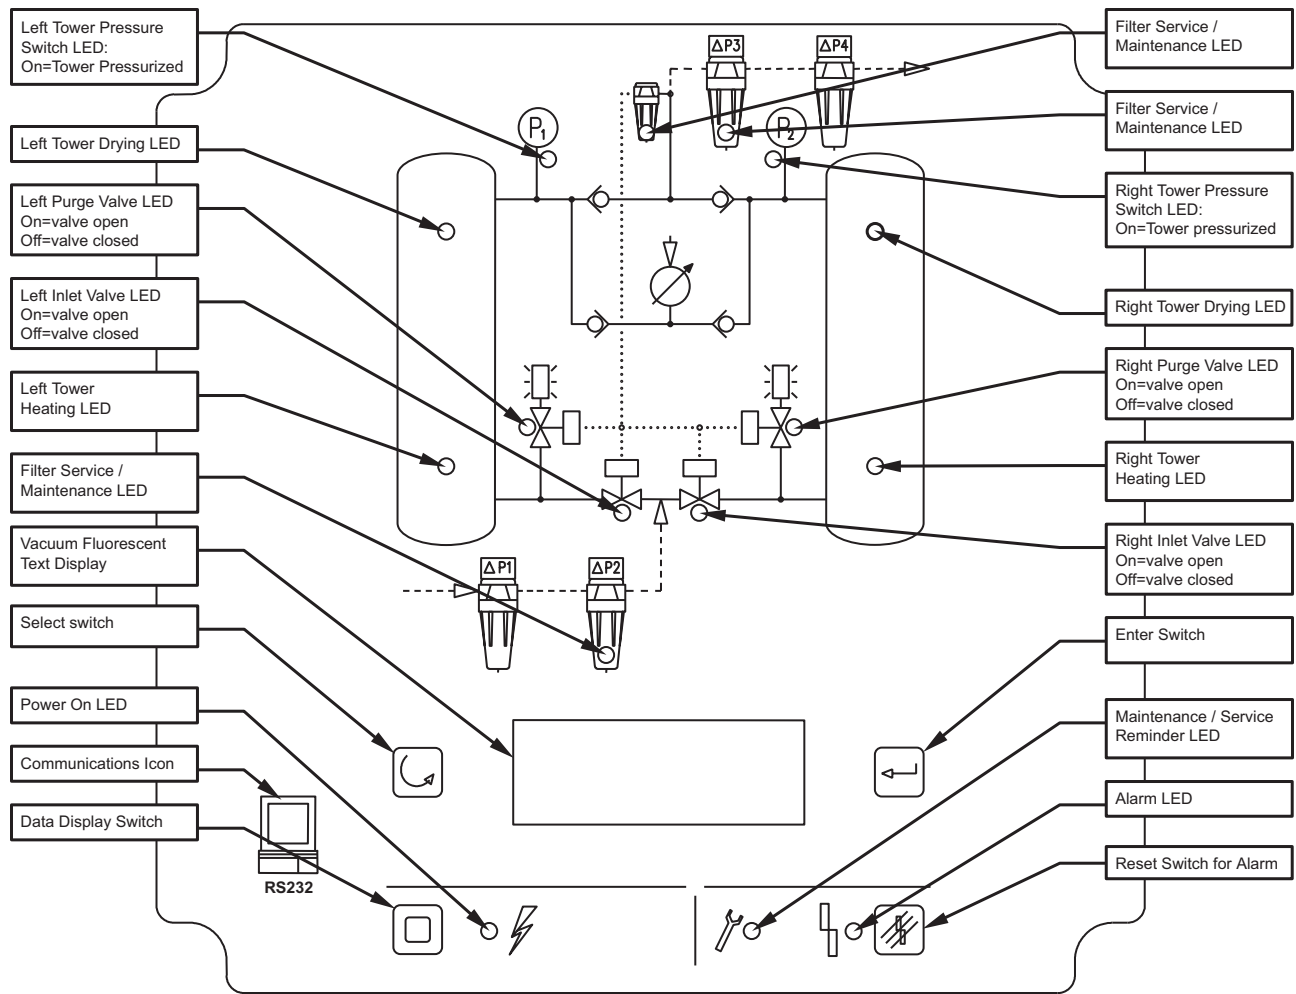 Left Tower Pressure
Switch LED:
On=Tower Pressurized
Left Tower Drying LED
Left Purge Valve LED
On=valve open
Off=valve closed
Left Inlet Valve LED
On=valve open
Off=valve closed
Left Tower
Heating LED
Filter Service /
Maintenance LED
Vacuum Fluorescent
Text Display
Select switch
Power On LED
Communications Icon
Data Display Switch
ΔP3
ΔP4
P1
P2
ΔP1
ΔP2
RS232
Filter Service /
Maintenance LED
Filter Service /
Maintenance LED
Right Tower Pressure
Switch LED:
On=Tower pressurized
Right Tower Drying LED
Right Purge Valve LED
On=valve open
Off=valve closed
Right Tower
Heating LED
Right Inlet Valve LED
On=valve open
Off=valve closed
Enter Switch
Maintenance / Service
Reminder LED
Alarm LED
Reset Switch for Alarm